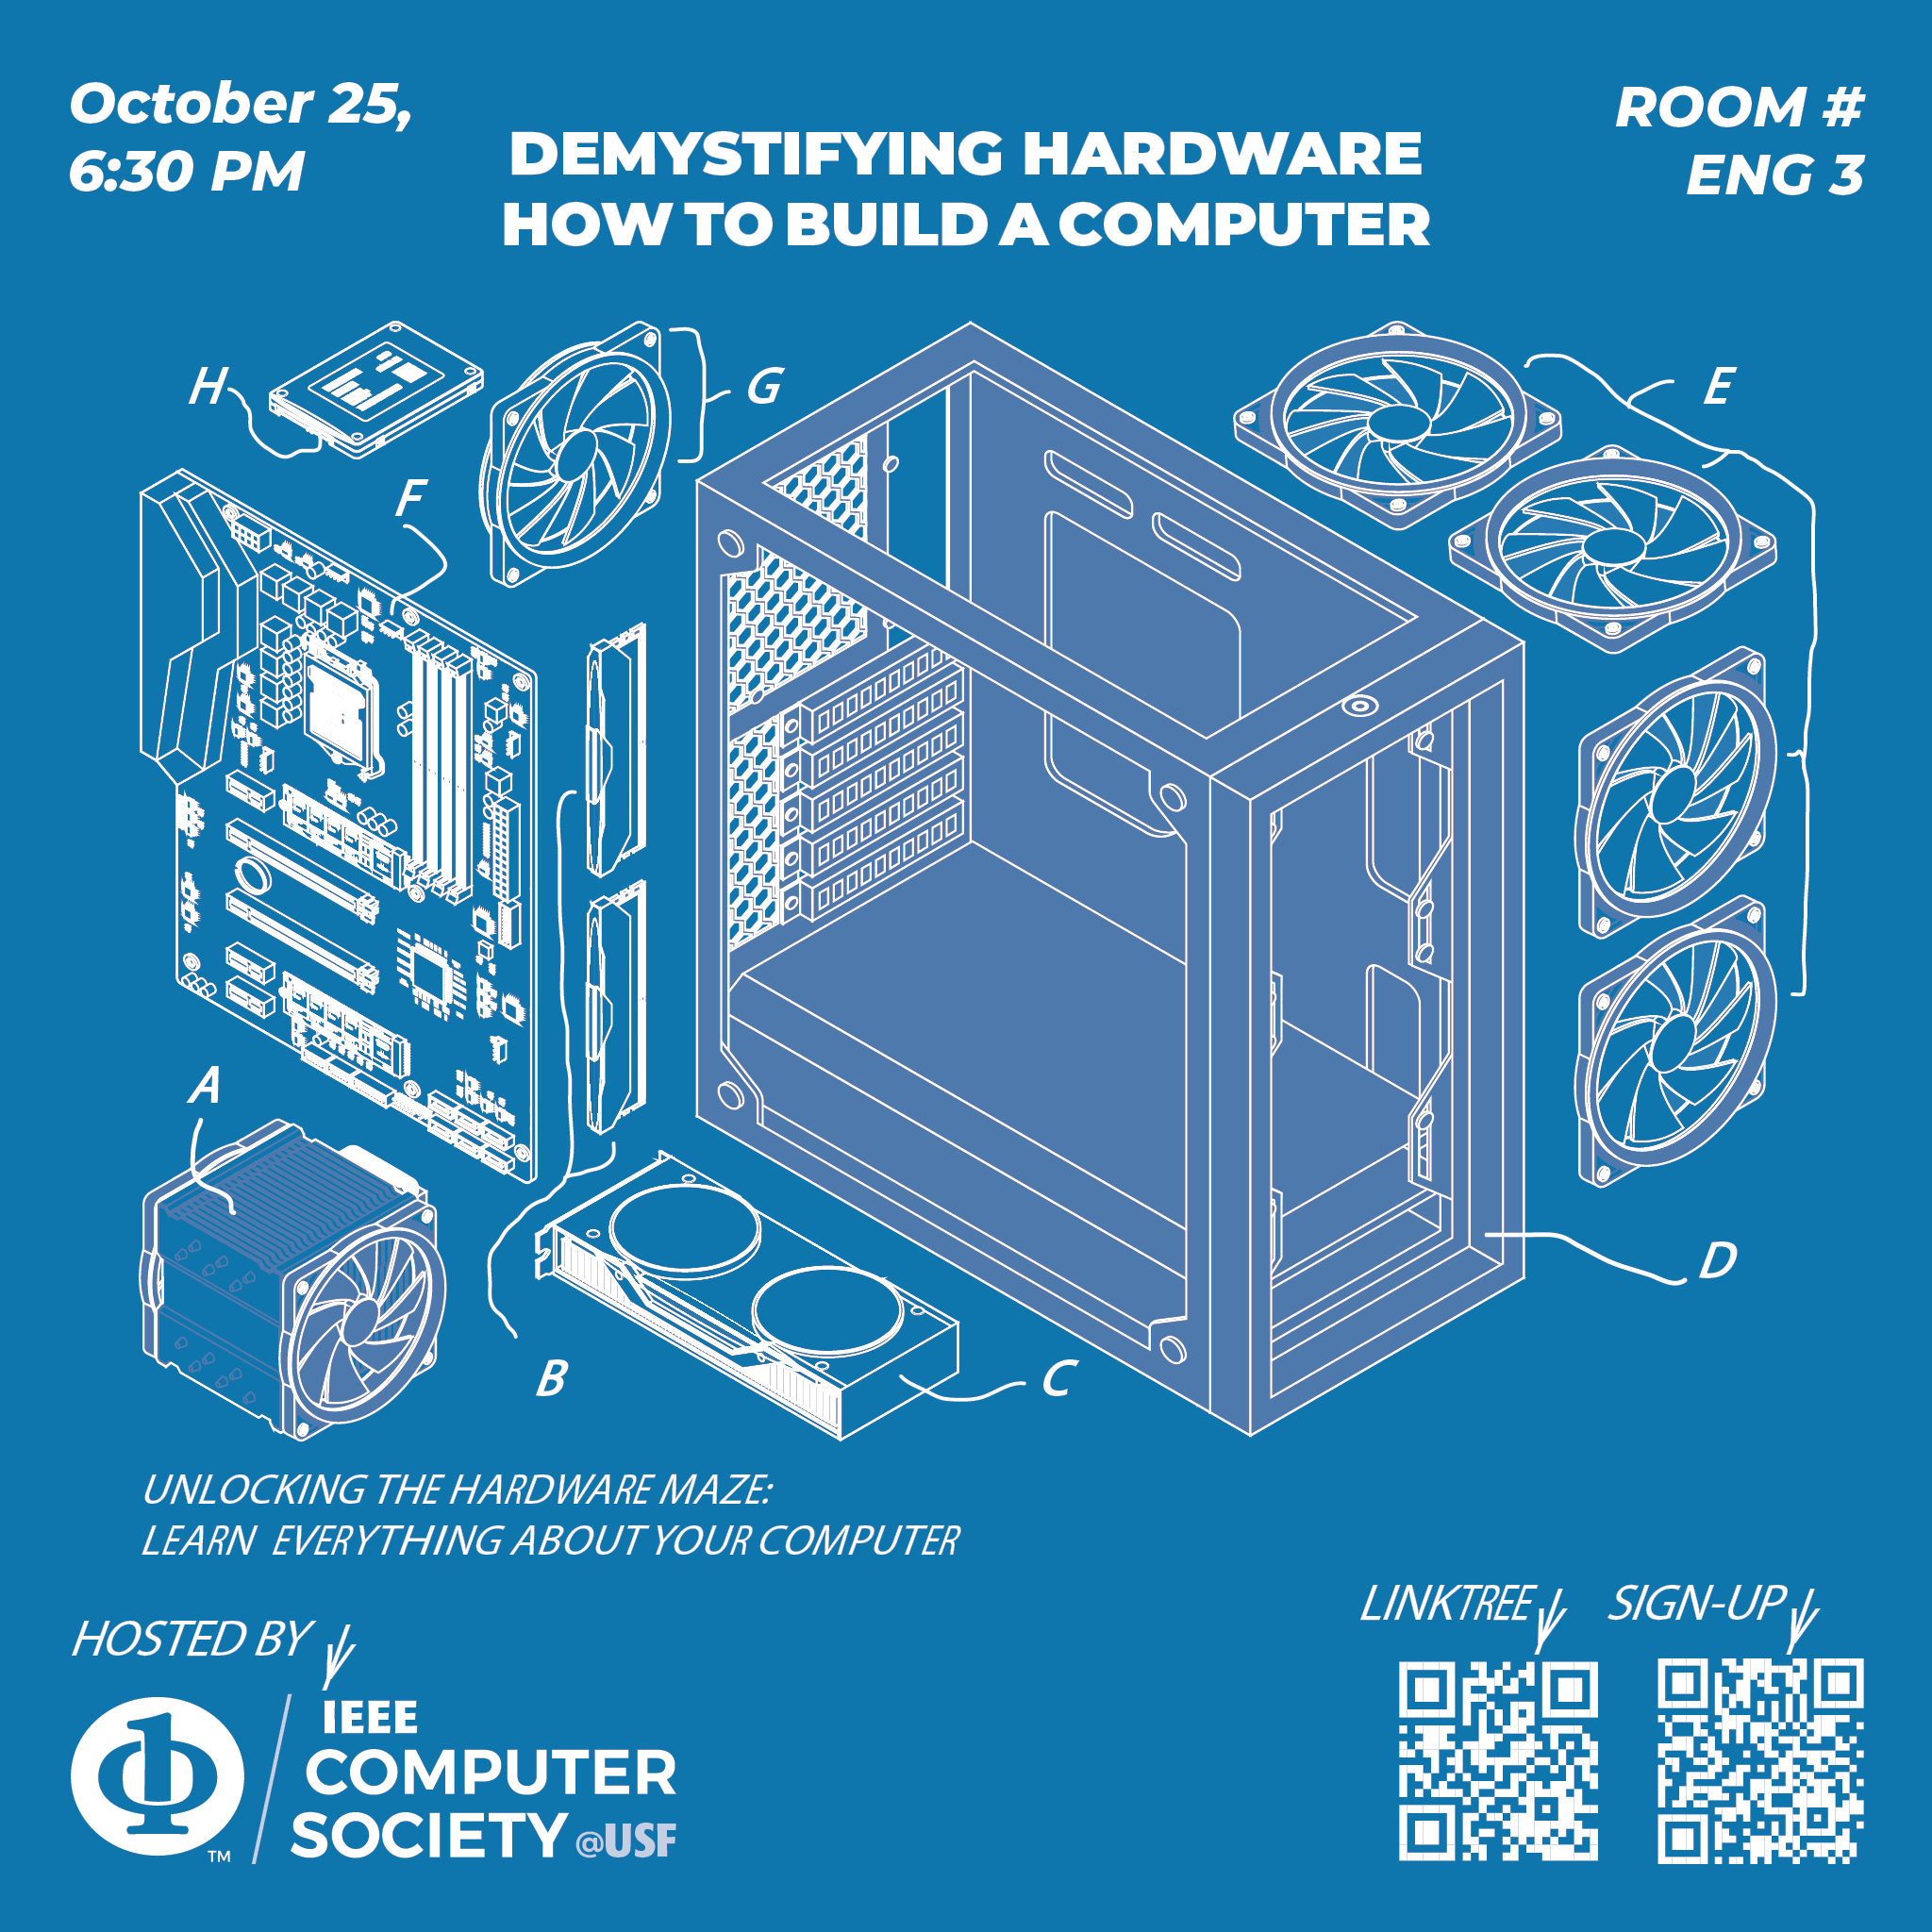 October 25,
6:30 PM
DEMYSTIFYING HARDWARE
HOW TO BUILD A COMPUTER
ROOM #
ENG 3
H
G
E
F
A
B
C
D
UNLOCKING THE HARDWARE MAZE:
LEARN EVERYTHING ABOUT YOUR COMPUTER
HOSTED BY
IEEE
COMPUTER
SOCIETY @USF
TM
LINKTREE
SIGN-UP